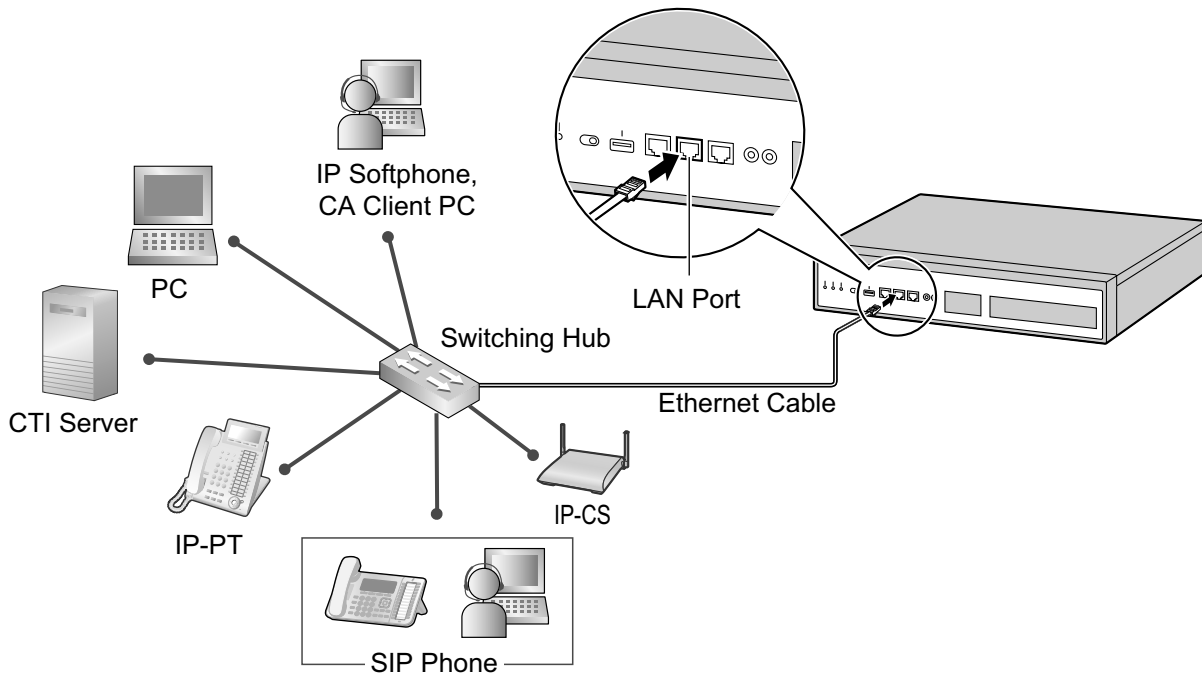 IP Softphone,
CA Client PC
PC
LAN Port
Switching Hub
CTI Server
Ethernet Cable
IP-CS
IP-PT
SIP Phone